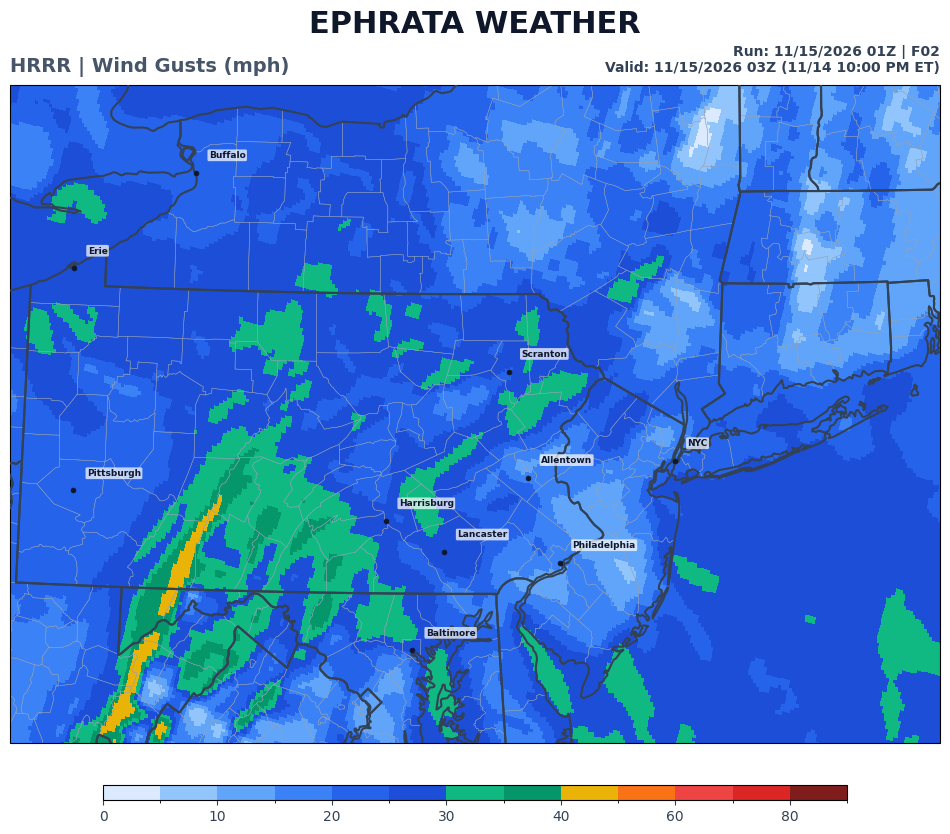 EPHRATA WEATHER
HRRR | Wind Gusts (mph)
Run: 11/15/2026 01Z | F02
Valid: 11/15/2026 03Z (11/14 10:00 PM ET)
Buffalo
Erie
Scranton
NYC
Allentown
Pittsburgh
Harrisburg
Lancaster
Philadelphia
Baltimore
0 10 20 30 40 50 60 70 80